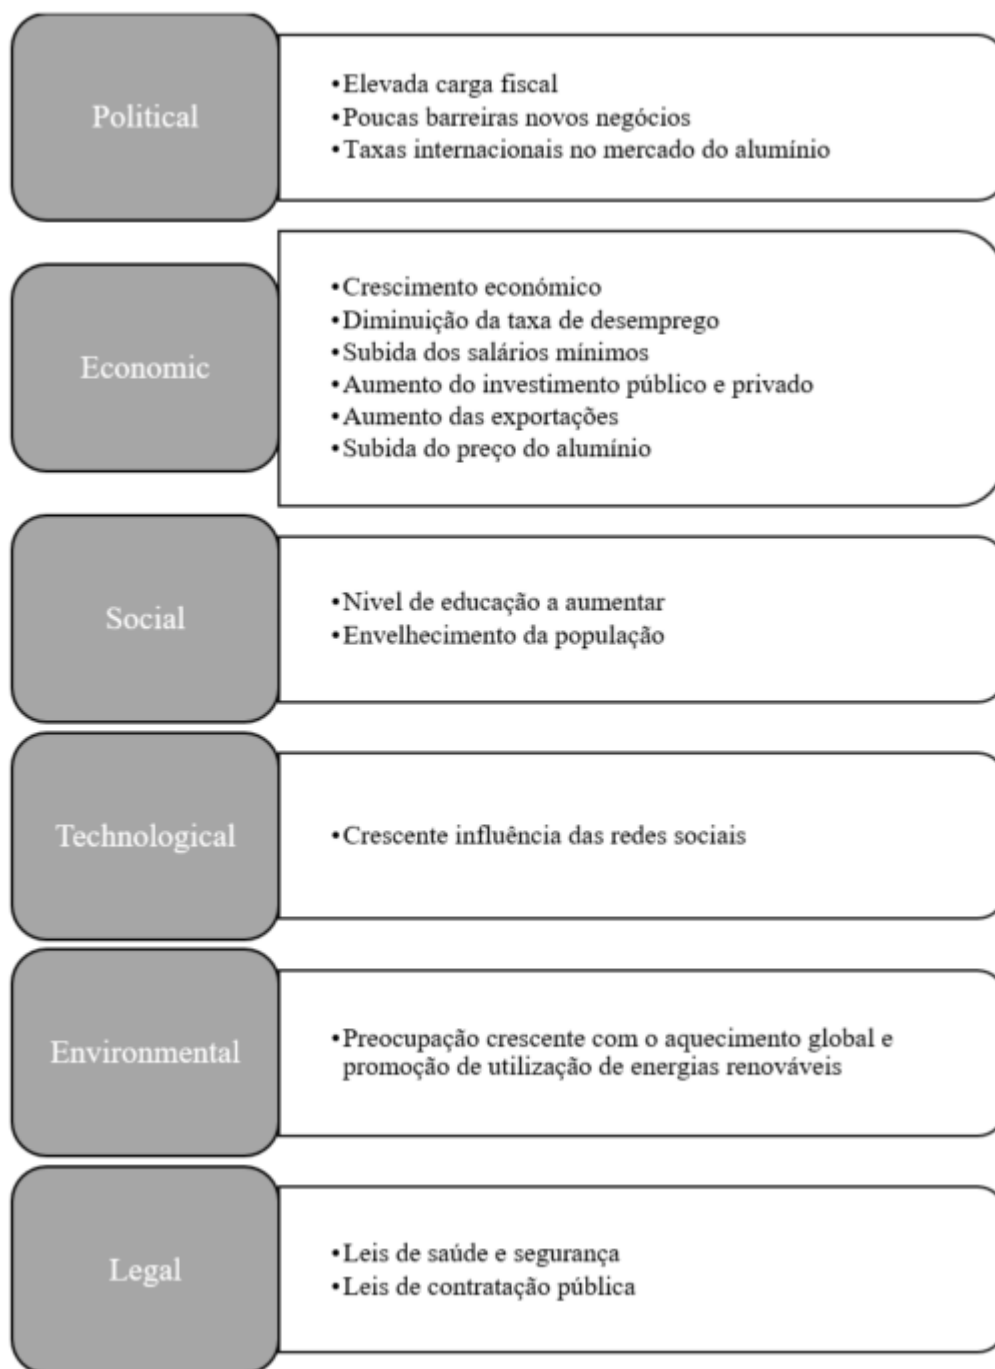 Political
•Elevada carga fiscal
•Poucas barreiras novos negócios
•Taxas internacionais no mercado do alumínio
Economic
•Crescimento económico
•Diminuição da taxa de desemprego
•Subida dos salários mínimos
•Aumento do investimento público e privado
•Aumento das exportações
•Subida do preço do alumínio
Social
•Nivel de educação a aumentar
•Envelhecimento da população
Technological
•Crescente influência das redes sociais
Environmental
•Preocupação crescente com o aquecimento global e
promoção de utilização de energias renováveis
Legal
•Leis de saúde e segurança
•Leis de contratação pública